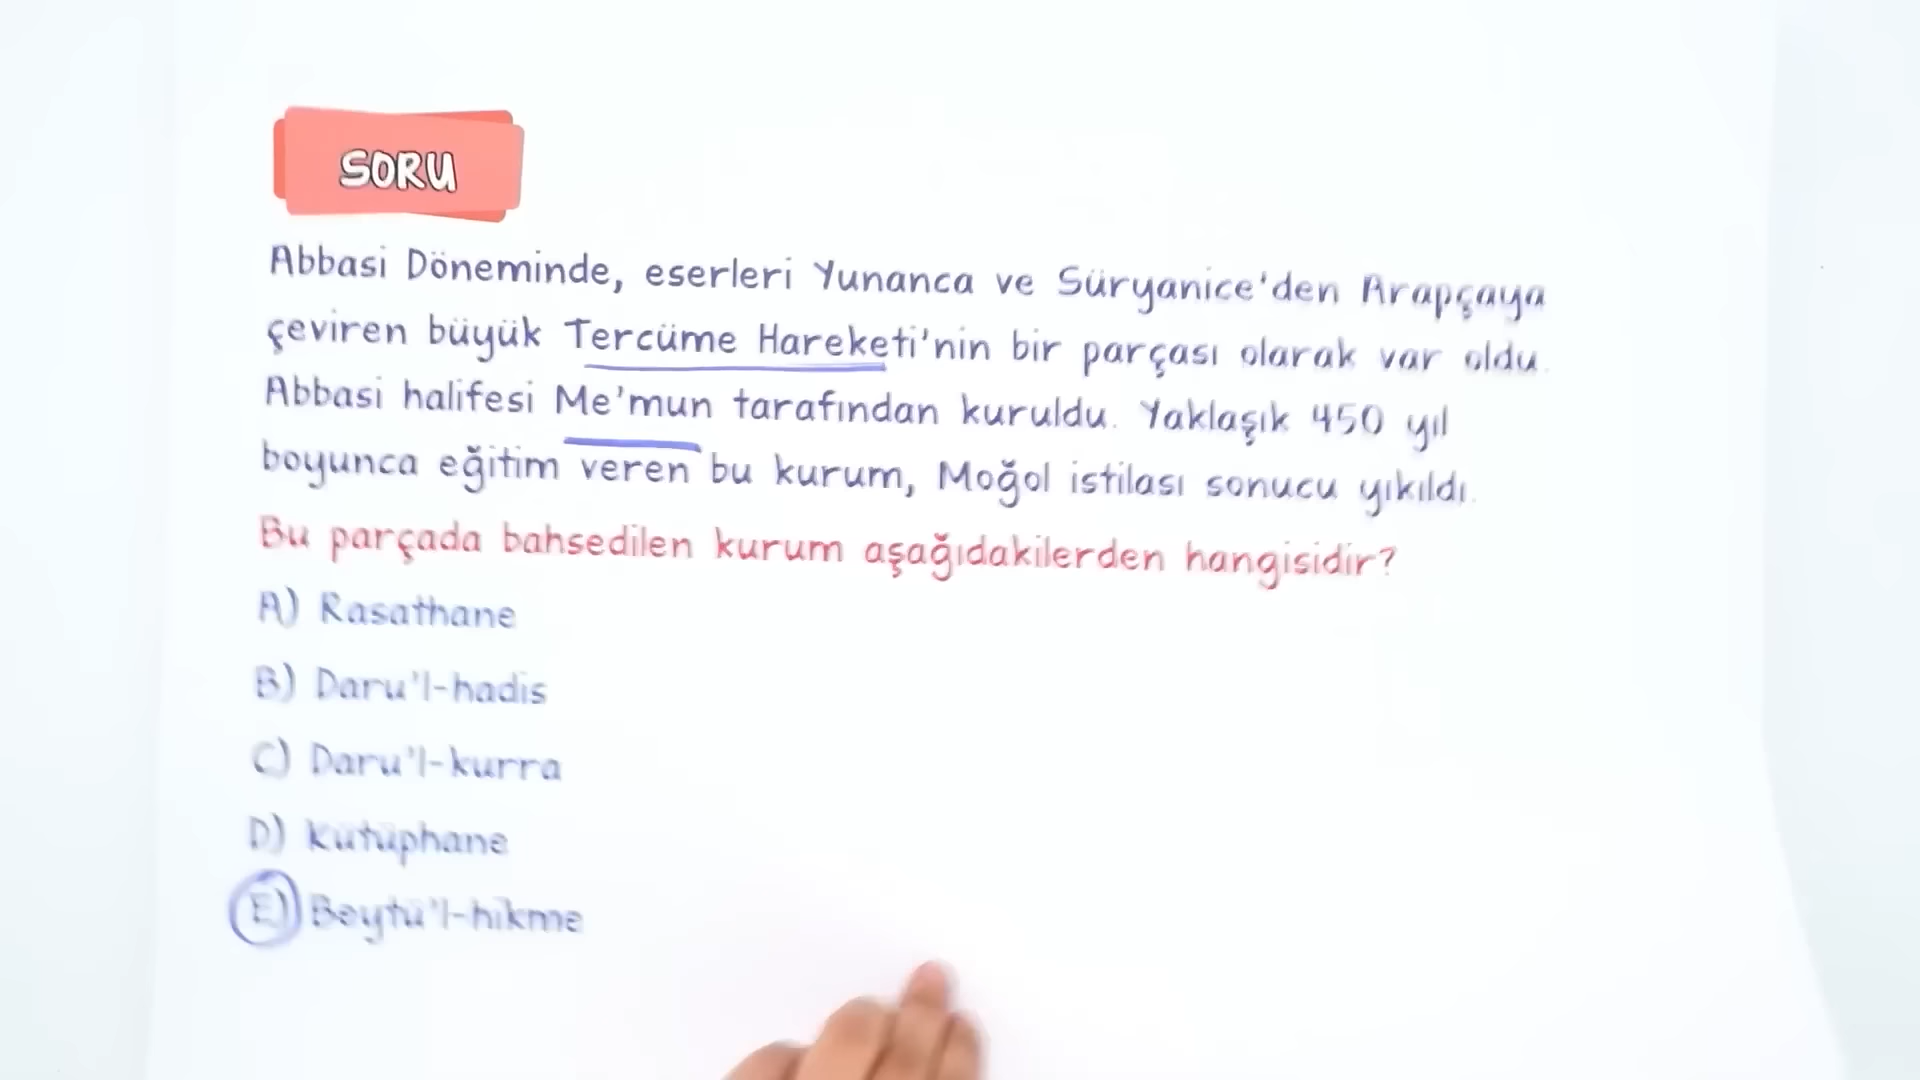 SORU
Abbasi Döneminde, eserleri Yunanca ve Süryanice'den Arapçaya
çeviren büyük Tercüme Hareketi'nin bir parçası olarak var oldu.
Abbasi halifesi Me'mun tarafından kuruldu. Yaklaşık 450 yıl
boyunca eğitim veren bu kurum, Moğol istilası sonucu yıkıldı.
Bu parçada bahsedilen kurum aşağıdakilerden hangisidir?
A) Rasathane
B) Daru'l-hadis
C) Daru'l-kurra
D) Kütüphane
E) Beytü'l-hikme